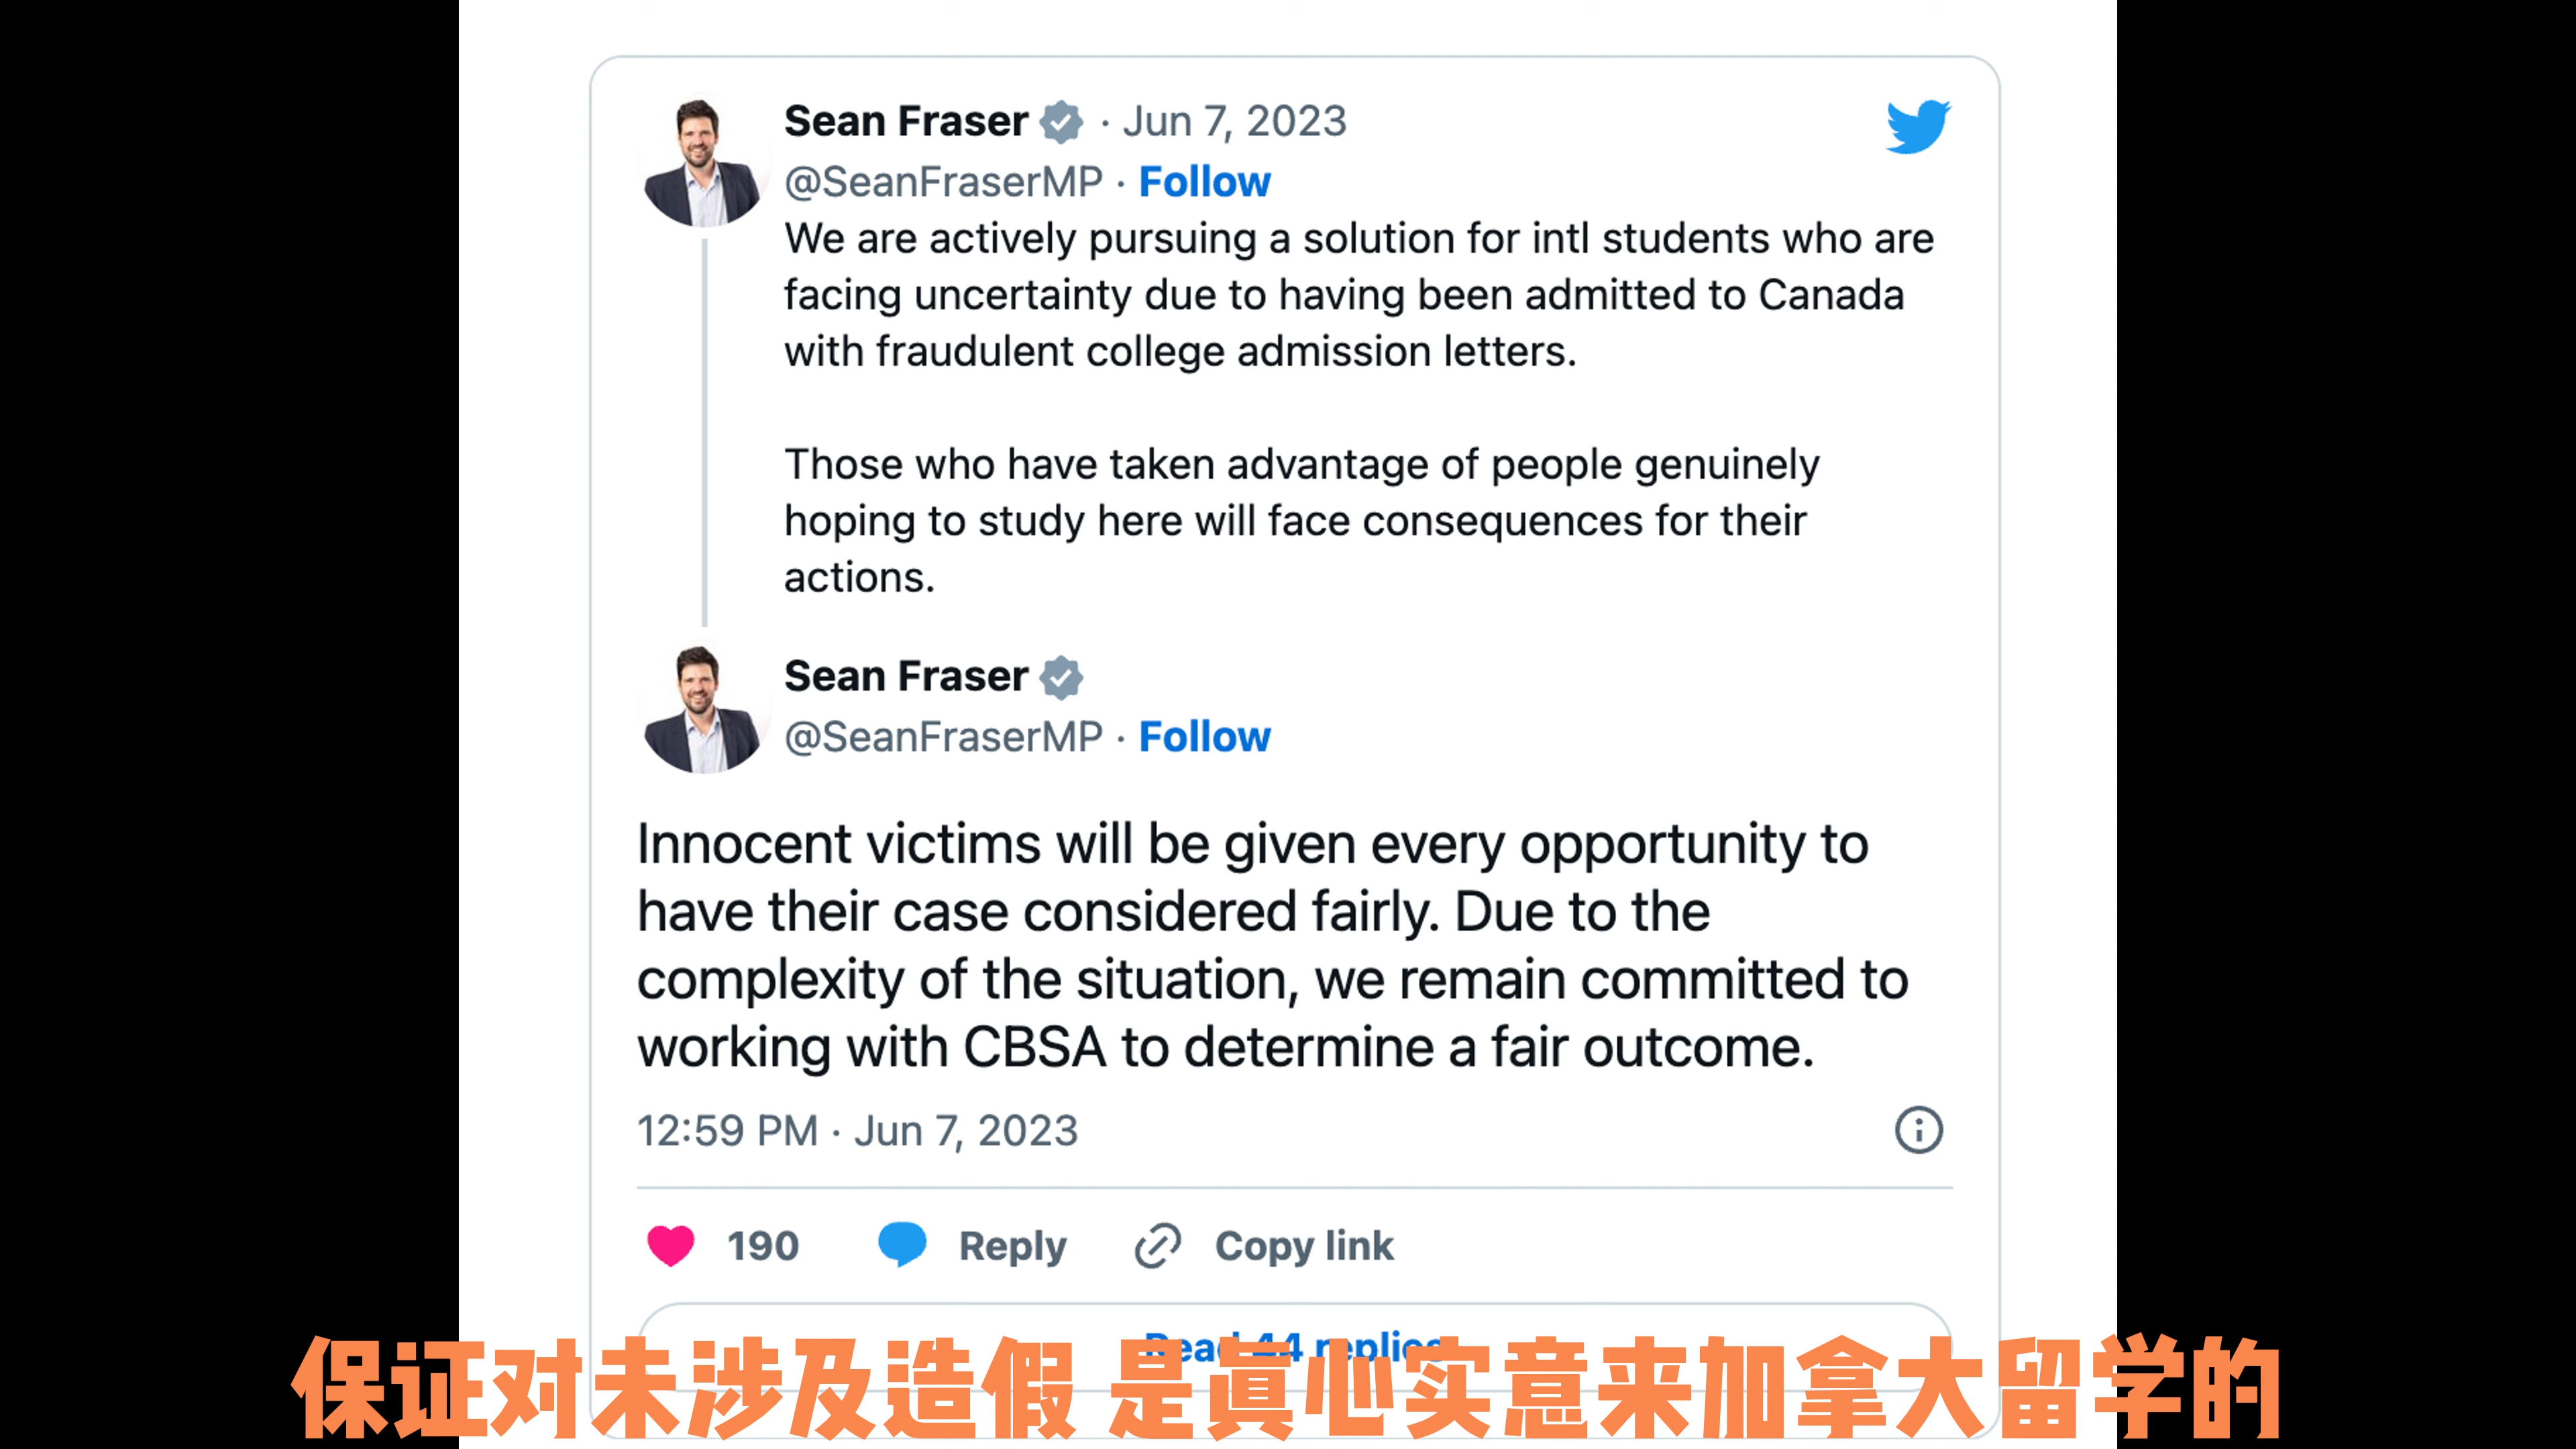 Sean Fraser · Jun 7, 2023
@SeanFraserMP · Follow
We are actively pursuing a solution for intl students who are
facing uncertainty due to having been admitted to Canada
with fraudulent college admission letters.
Those who have taken advantage of people genuinely
hoping to study here will face consequences for their
actions.
Sean Fraser
@SeanFraserMP · Follow
Innocent victims will be given every opportunity to
have their case considered fairly. Due to the
complexity of the situation, we remain committed to
working with CBSA to determine a fair outcome.
12:59 PM · Jun 7, 2023
190 Reply Copy link
Read 44 replies
保证对未涉及造假 是真心实意来加拿大留学的